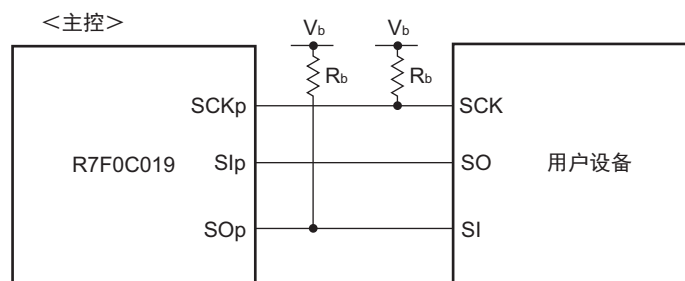 ＜主控＞
Vb Vb
Rb Rb
SCKp SCK
R7F0C019 SIp SO 用户设备
SOp SI